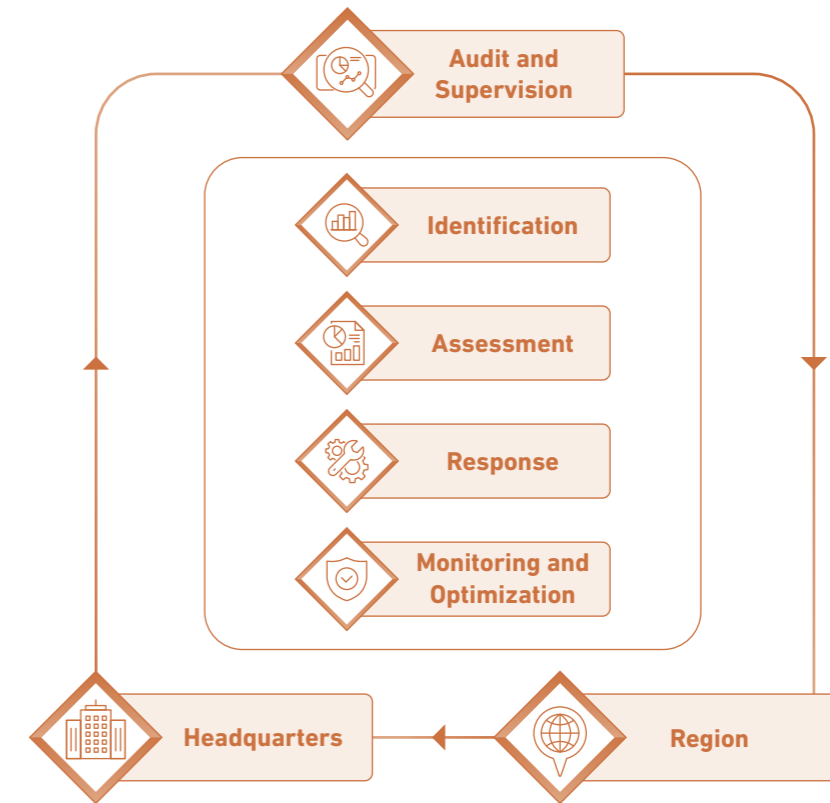 Audit and
Supervision
Identification
Assessment
Response
Monitoring and
Optimization
Headquarters
Region